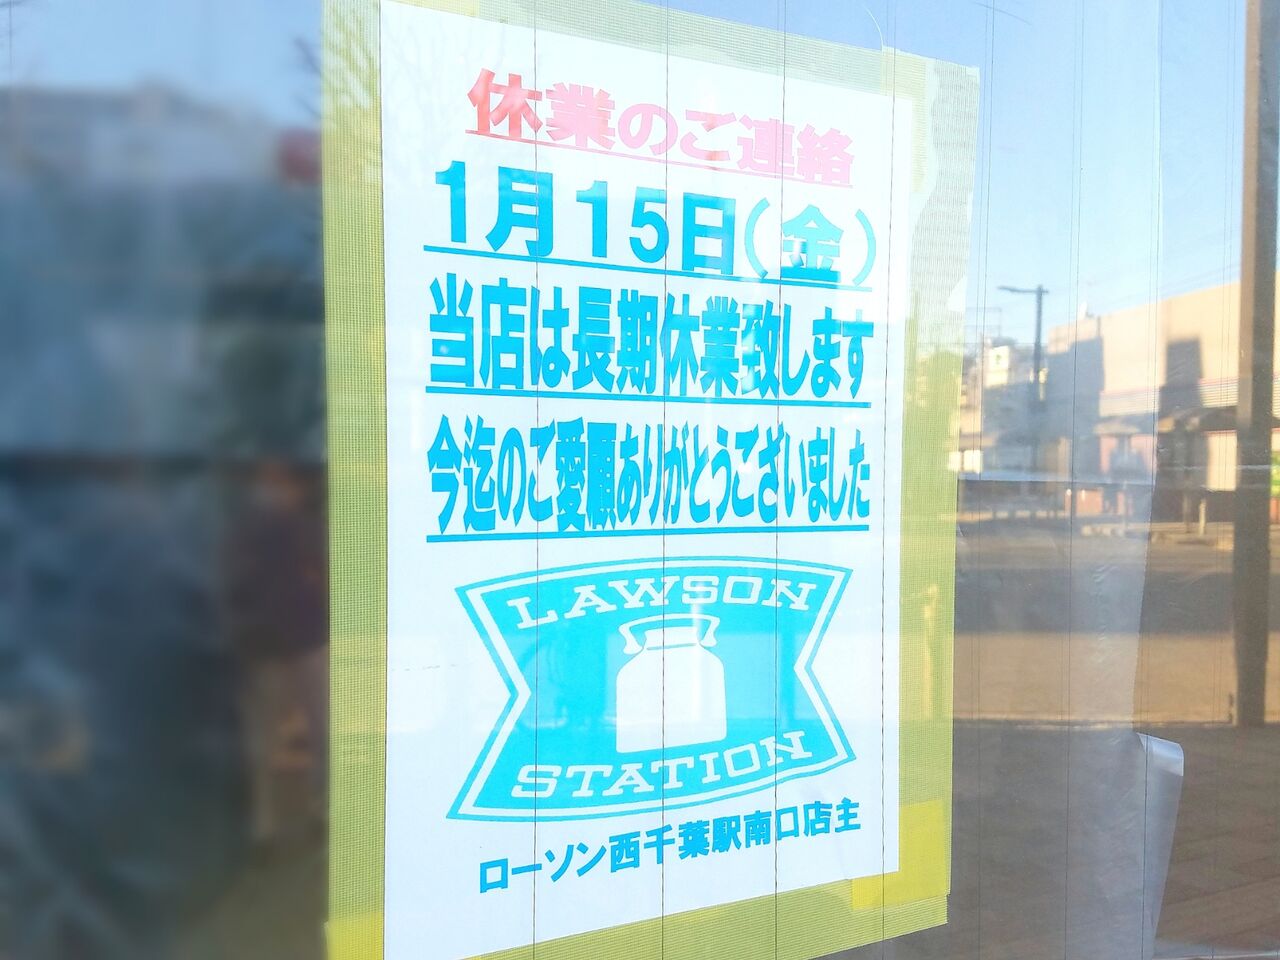 休業のご連絡
1月15日(金)
当店は長期休業致します
今迄のご愛顧ありがとうございました
LAWSON
STATION
ローソン西千葉駅南口店主